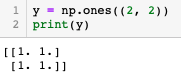 1 y = np.ones((2, 2))
2 print(y)
[[1. 1.]
[1. 1.]]